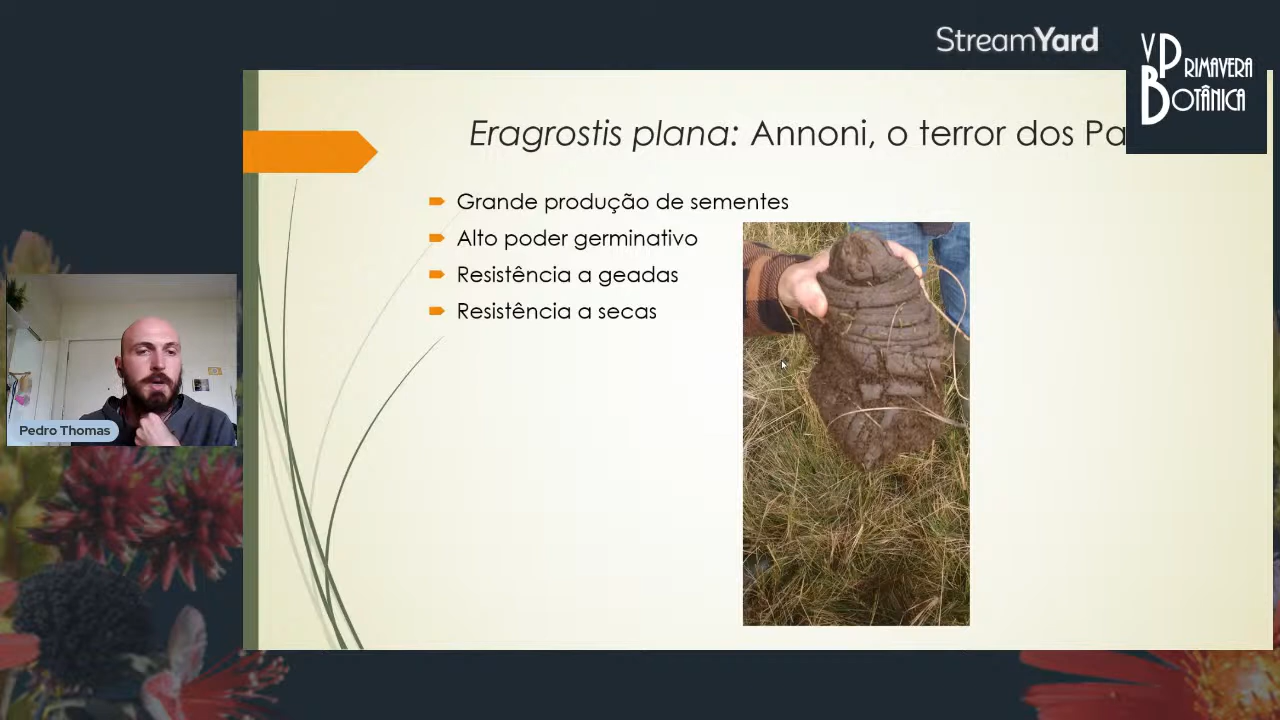 StreamYard
V PRIMAVERA
BOTÂNICA
Eragrostis plana: Annoni, o terror dos Pa
Grande produção de sementes
Alto poder germinativo
Resistência a geadas
Resistência a secas
Pedro Thomas